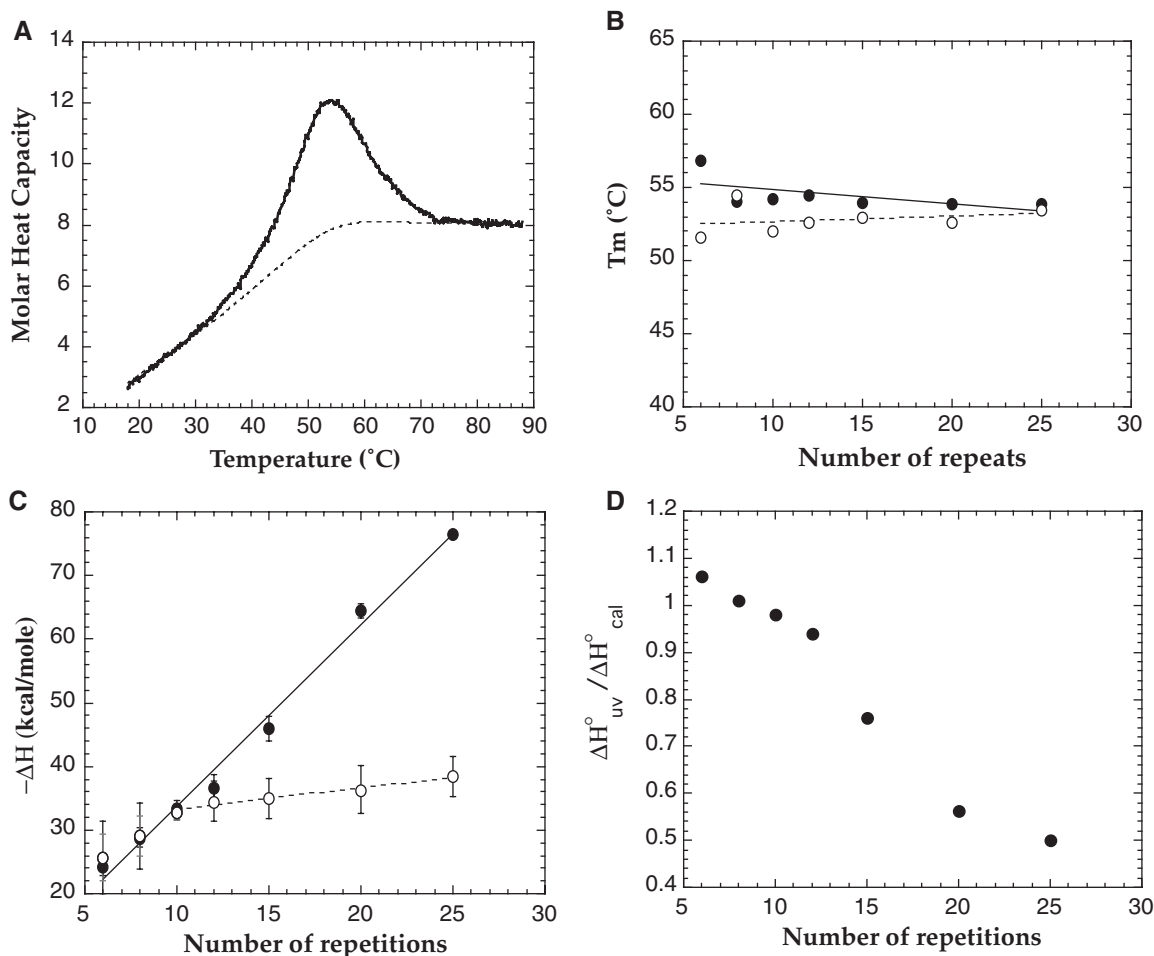 A
14
12
10
8
6
4
2
10 20 30 40 50 60 70 80 90
Molar Heat Capacity
Temperature (˚C)
B
65
60
55
50
45
40
5 10 15 20 25 30
Tm (˚C)
Number of repeats
C
80
70
60
50
40
30
20
5 10 15 20 25 30
−ΔH (kcal/mole)
Number of repetitions
D
1.2
1.1
1
0.9
0.8
0.7
0.6
0.5
0.4
5 10 15 20 25 30
ΔH°uv /ΔH°cal
Number of repetitions